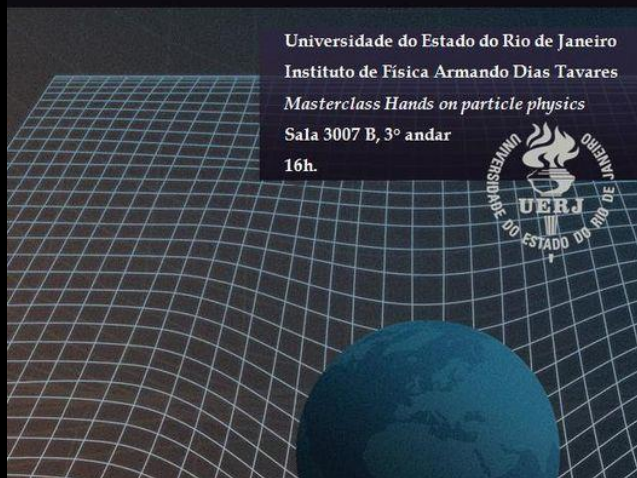 Universidade do Estado do Rio de Janeiro
Instituto de Física Armando Dias Tavares
Masterclass Hands on particle physics
Sala 3007 B, 3º andar
16h.
UNIVERSIDADE DO ESTADO DO RIO DE JANEIRO
UERJ